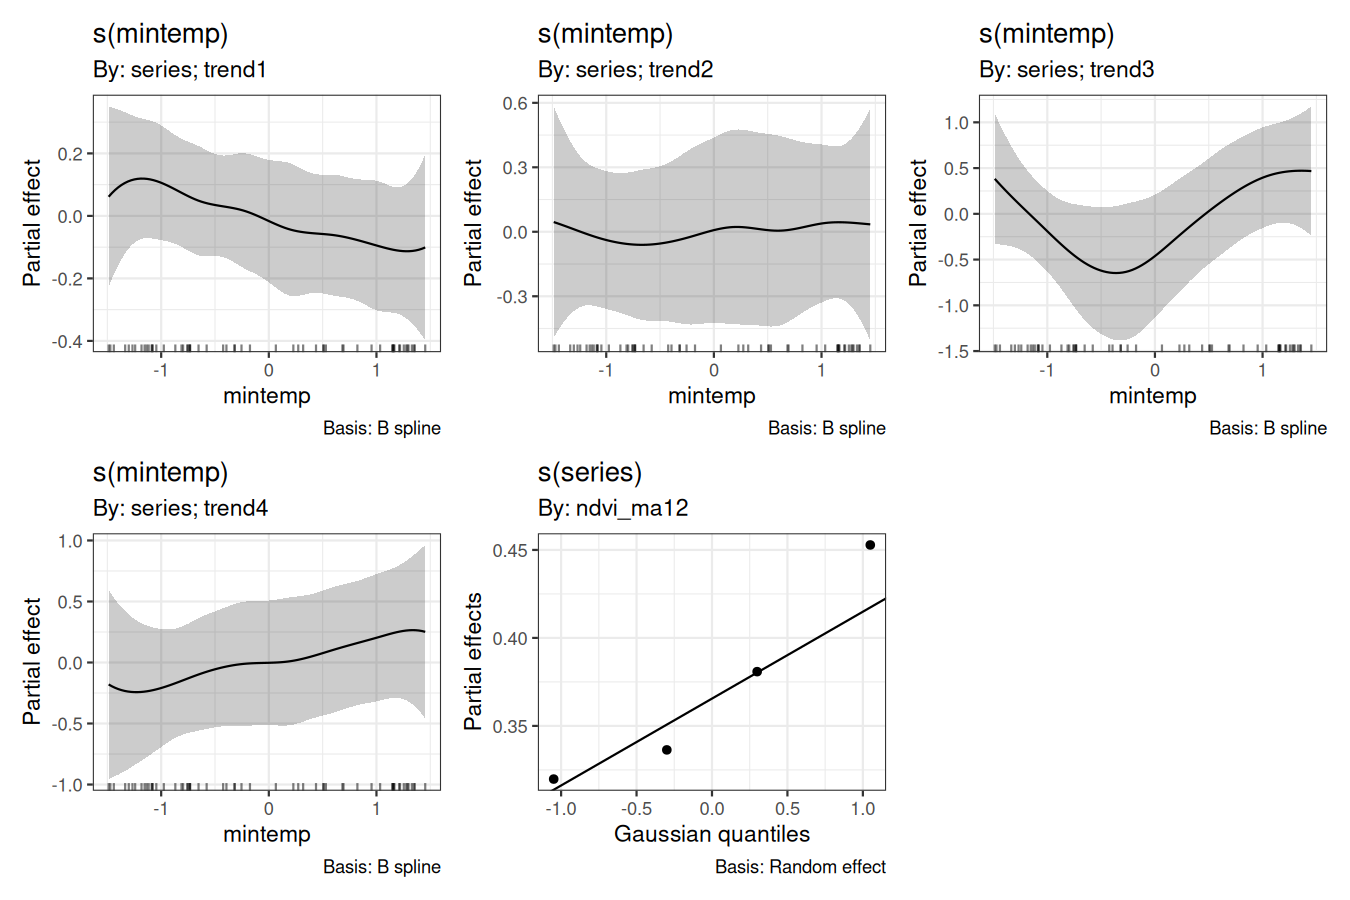 s(mintemp)
By: series; trend1
Partial effect
0.2
0.0
-0.2
-0.4
-1
0
1
mintemp
Basis: B spline
s(mintemp)
By: series; trend2
Partial effect
0.6
0.3
0.0
-0.3
-1
0
1
mintemp
Basis: B spline
s(mintemp)
By: series; trend3
Partial effect
1.0
0.5
0.0
-0.5
-1.0
-1.5
-1
0
1
mintemp
Basis: B spline
s(mintemp)
By: series; trend4
Partial effect
1.0
0.5
0.0
-0.5
-1.0
-1
0
1
mintemp
Basis: B spline
s(series)
By: ndvi_ma12
Partial effects
0.45
0.40
0.35
-1.0
-0.5
0.0
0.5
1.0
Gaussian quantiles
Basis: Random effect